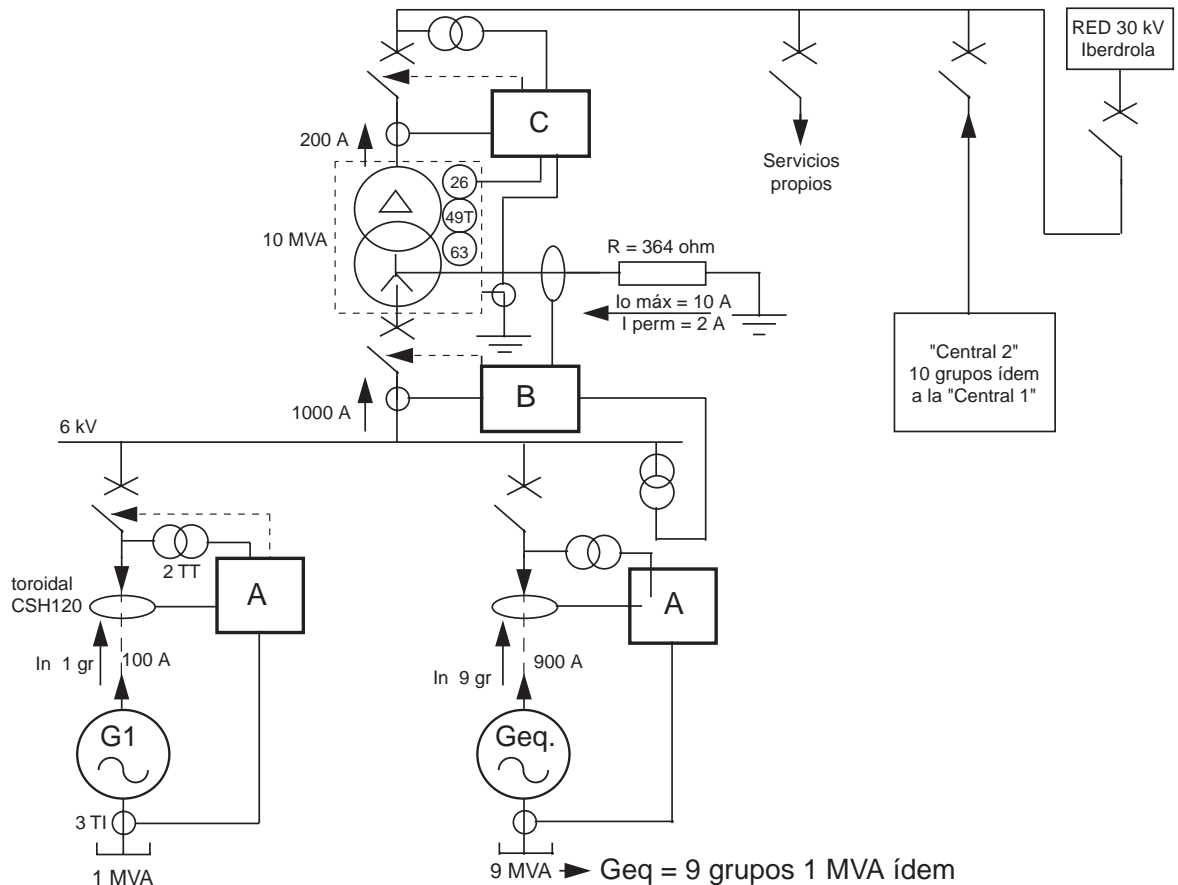 RED 30 kV
Iberdrola
C
200 A
Servicios
propios
26
49T
63
10 MVA
R = 364 ohm
Io máx = 10 A
I perm = 2 A
"Central 2"
10 grupos ídem
a la "Central 1"
B
1000 A
6 kV
2 TT
toroidal
CSH120
A
A
In 1 gr
100 A
In 9 gr
900 A
G1
Geq.
3 TI
1 MVA
9 MVA
Geq = 9 grupos 1 MVA ídem